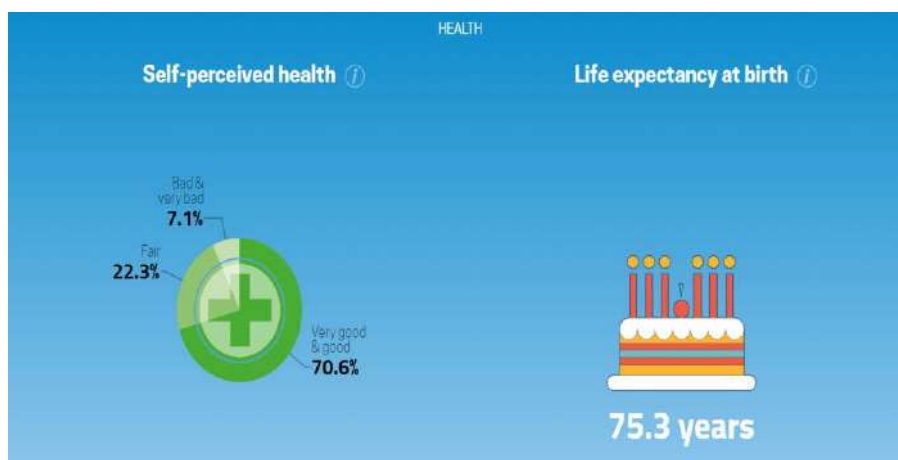 HEALTH
Self-perceived health i
Life expectancy at birth i
Bad &
very bad
7.1%
Fair
22.3%
Very good
& good
70.6%
75.3 years